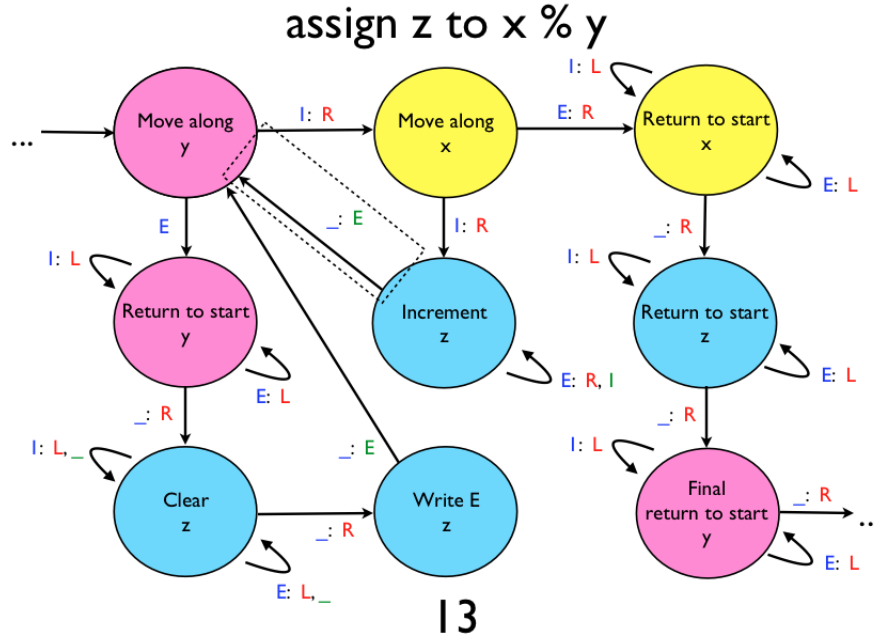 assign z to x % y
I: L
I: R
E: R
...
Move along
y
Move along
x
Return to start
x
E: L
_: E
E
I: R
_: R
I: L
I: L
Return to start
y
Increment
z
Return to start
z
E: L
E: R, I
E: L
_: R
_: R
I: L, _
_: E
I: L
Clear
z
Write E
z
Final
return to start
y
_: R
_: R
..
E: L, _
E: L
13